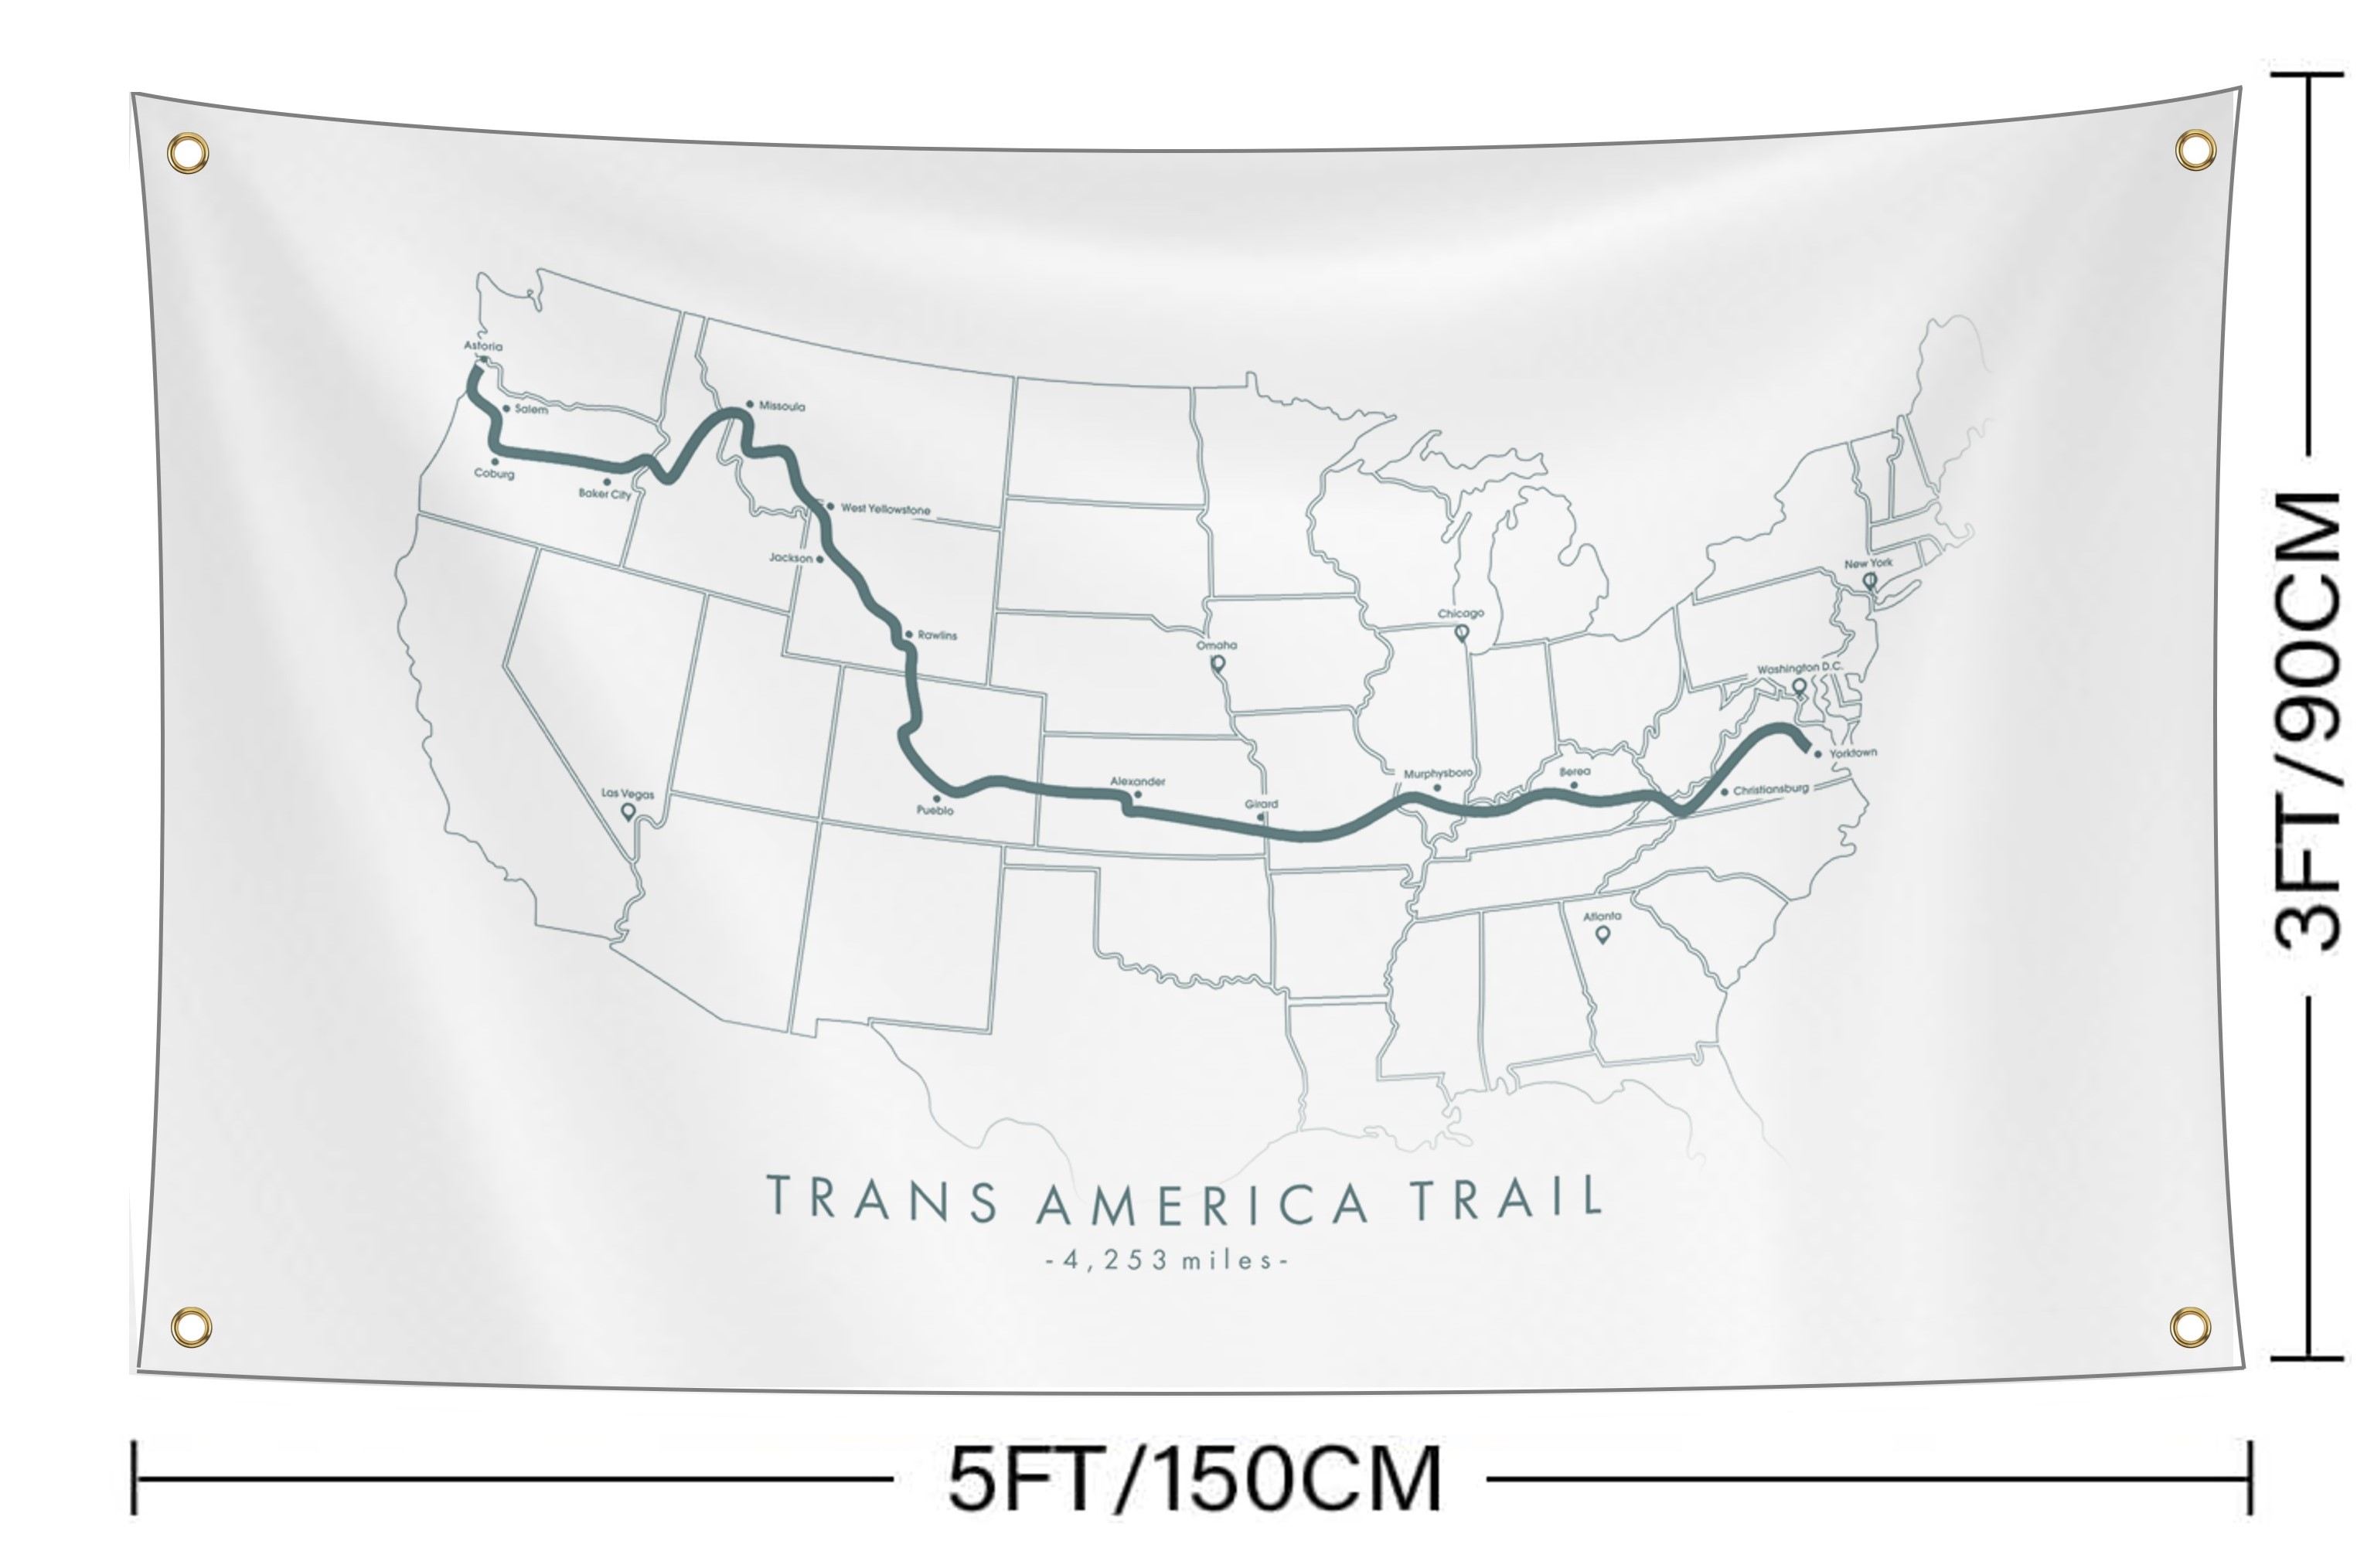 Astoria
Salem
Missoula
Coburg
Baker City
West Yellowstone
Jackson
New York
Chicago
Rawlins
Omaha
Washington D.C.
Yorktown
Murphysboro
Berea
Alexander
Christiansburg
Las Vegas
Girard
Pueblo
Atlanta
TRANS AMERICA TRAIL
-4,253 miles-
3FT/90CM
5FT/150CM